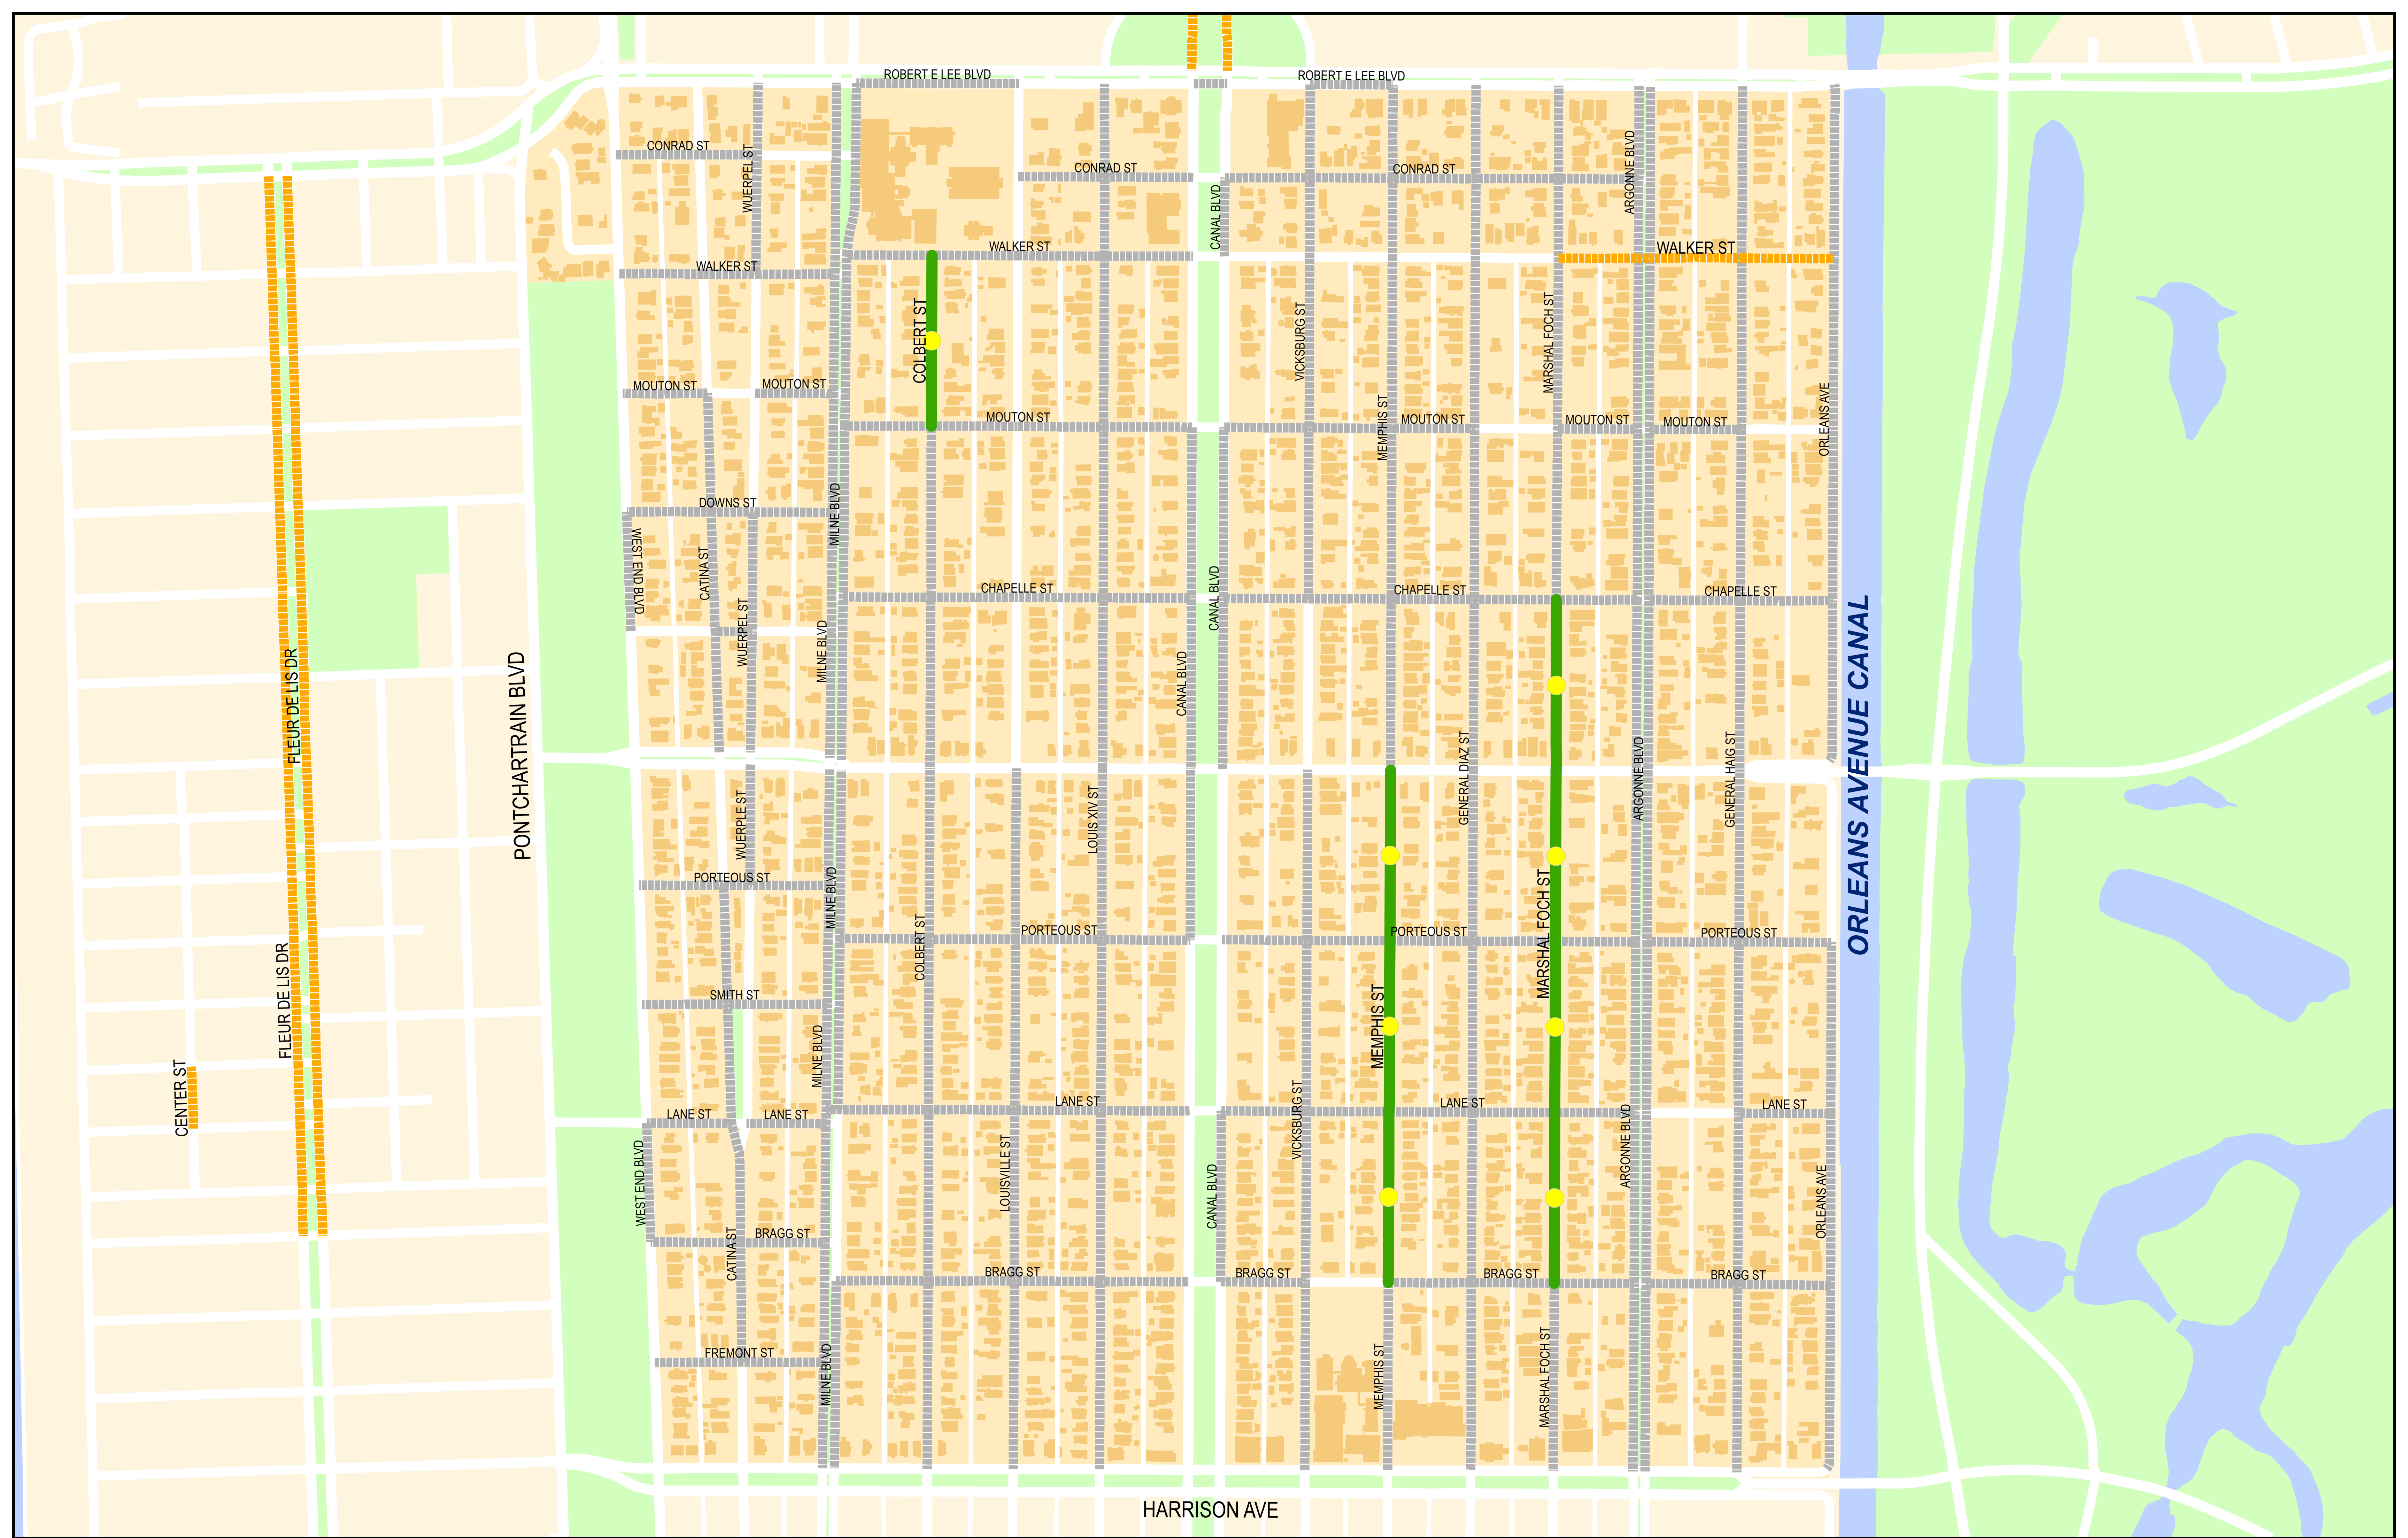 ROBERT E LEE BLVD
ROBERT E LEE BLVD
CONRAD ST
WUERPEL ST
CONRAD ST
CONRAD ST
ARGONNE BLVD
CANAL BLVD
WALKER ST
WALKER ST
WALKER ST
COLBERT ST
VICKSBURG ST
MARSHAL FOCH ST
MOUTON ST
MOUTON ST
MOUTON ST
MEMPHIS ST
MOUTON ST
MOUTON ST
MOUTON ST
ORLEANS AVE
DOWNS ST
MILNE BLVD
WEST END BLVD
CATINA ST
WUERPEL ST
CHAPELLE ST
CANAL BLVD
CHAPELLE ST
CHAPELLE ST
MILNE BLVD
CANAL BLVD
FLEUR DE LIS DR
PONTCHARTRAIN BLVD
ORLEANS AVENUE CANAL
WUERPLE ST
LOUIS XIV ST
GENERAL DIAZ ST
ARGONNE BLVD
GENERAL HAIG ST
PORTEOUS ST
MILNE BLVD
COLBERT ST
PORTEOUS ST
PORTEOUS ST
MARSHAL FOCH ST
PORTEOUS ST
FLEUR DE LIS DR
SMITH ST
MILNE BLVD
MEMPHIS ST
CENTER ST
LANE ST
LANE ST
LANE ST
VICKSBURG ST
LANE ST
ARGONNE BLVD
LANE ST
WEST END BLVD
LOUISVILLE ST
CANAL BLVD
ORLEANS AVE
CATINA ST
BRAGG ST
BRAGG ST
BRAGG ST
BRAGG ST
BRAGG ST
FREMONT ST
MILNE BLVD
MEMPHIS ST
MARSHAL FOCH ST
HARRISON AVE